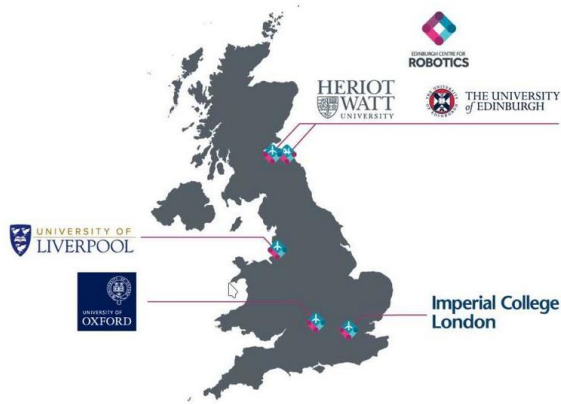 EDINBURGH CENTRE FOR
ROBOTICS
HERIOT
WATT
UNIVERSITY
THE UNIVERSITY
of EDINBURGH
UNIVERSITY OF
LIVERPOOL
UNIVERSITY OF
OXFORD
Imperial College
London